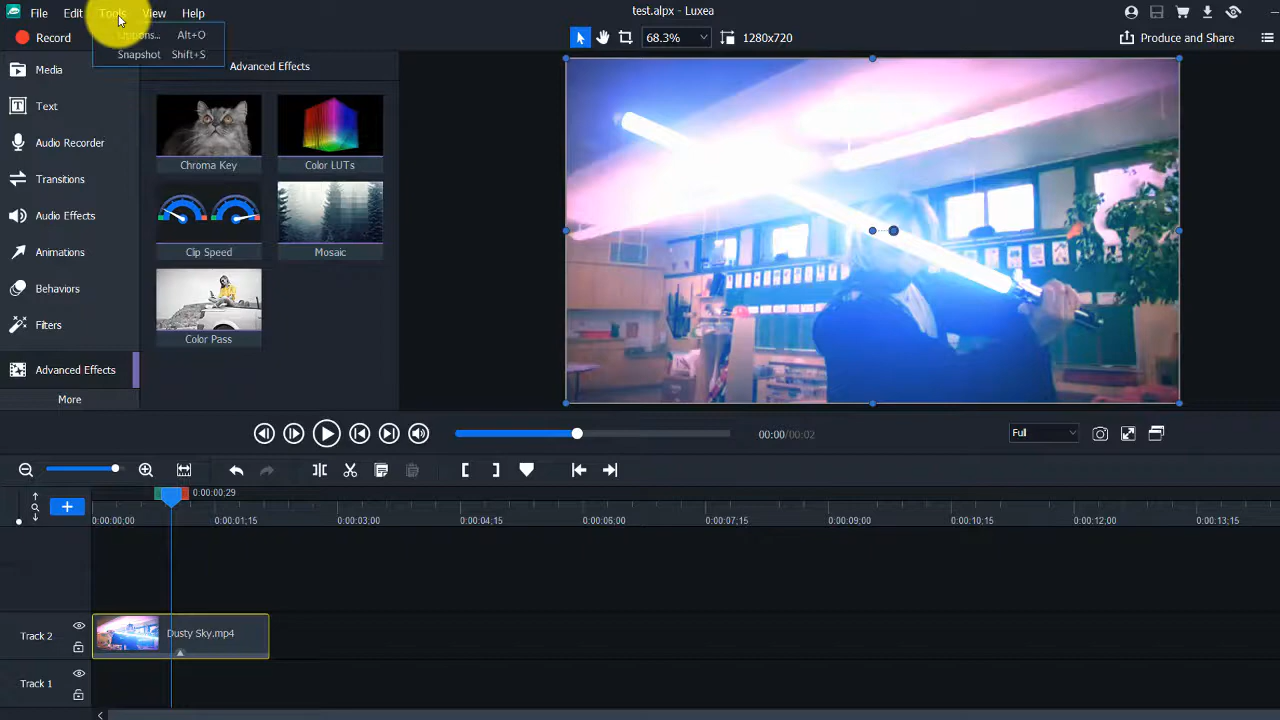 File Edit Tools View Help
test.alpx - Luxea
Record
Options... Alt+O
Snapshot Shift+S
68.3%
1280x720
Produce and Share
Media
Text
Audio Recorder
Transitions
Audio Effects
Animations
Behaviors
Filters
Advanced Effects
More
Advanced Effects
Chroma Key
Color LUTs
Clip Speed
Mosaic
Color Pass
00:00/00:02
Full
0:00:00;29
0:00:00;00 0:00:01;15 0:00:03;00 0:00:04;15 0:00:06;00 0:00:07;15 0:00:09;00 0:00:10;15 0:00:12;00 0:00:13;15
Track 2
Dusty Sky.mp4
Track 1